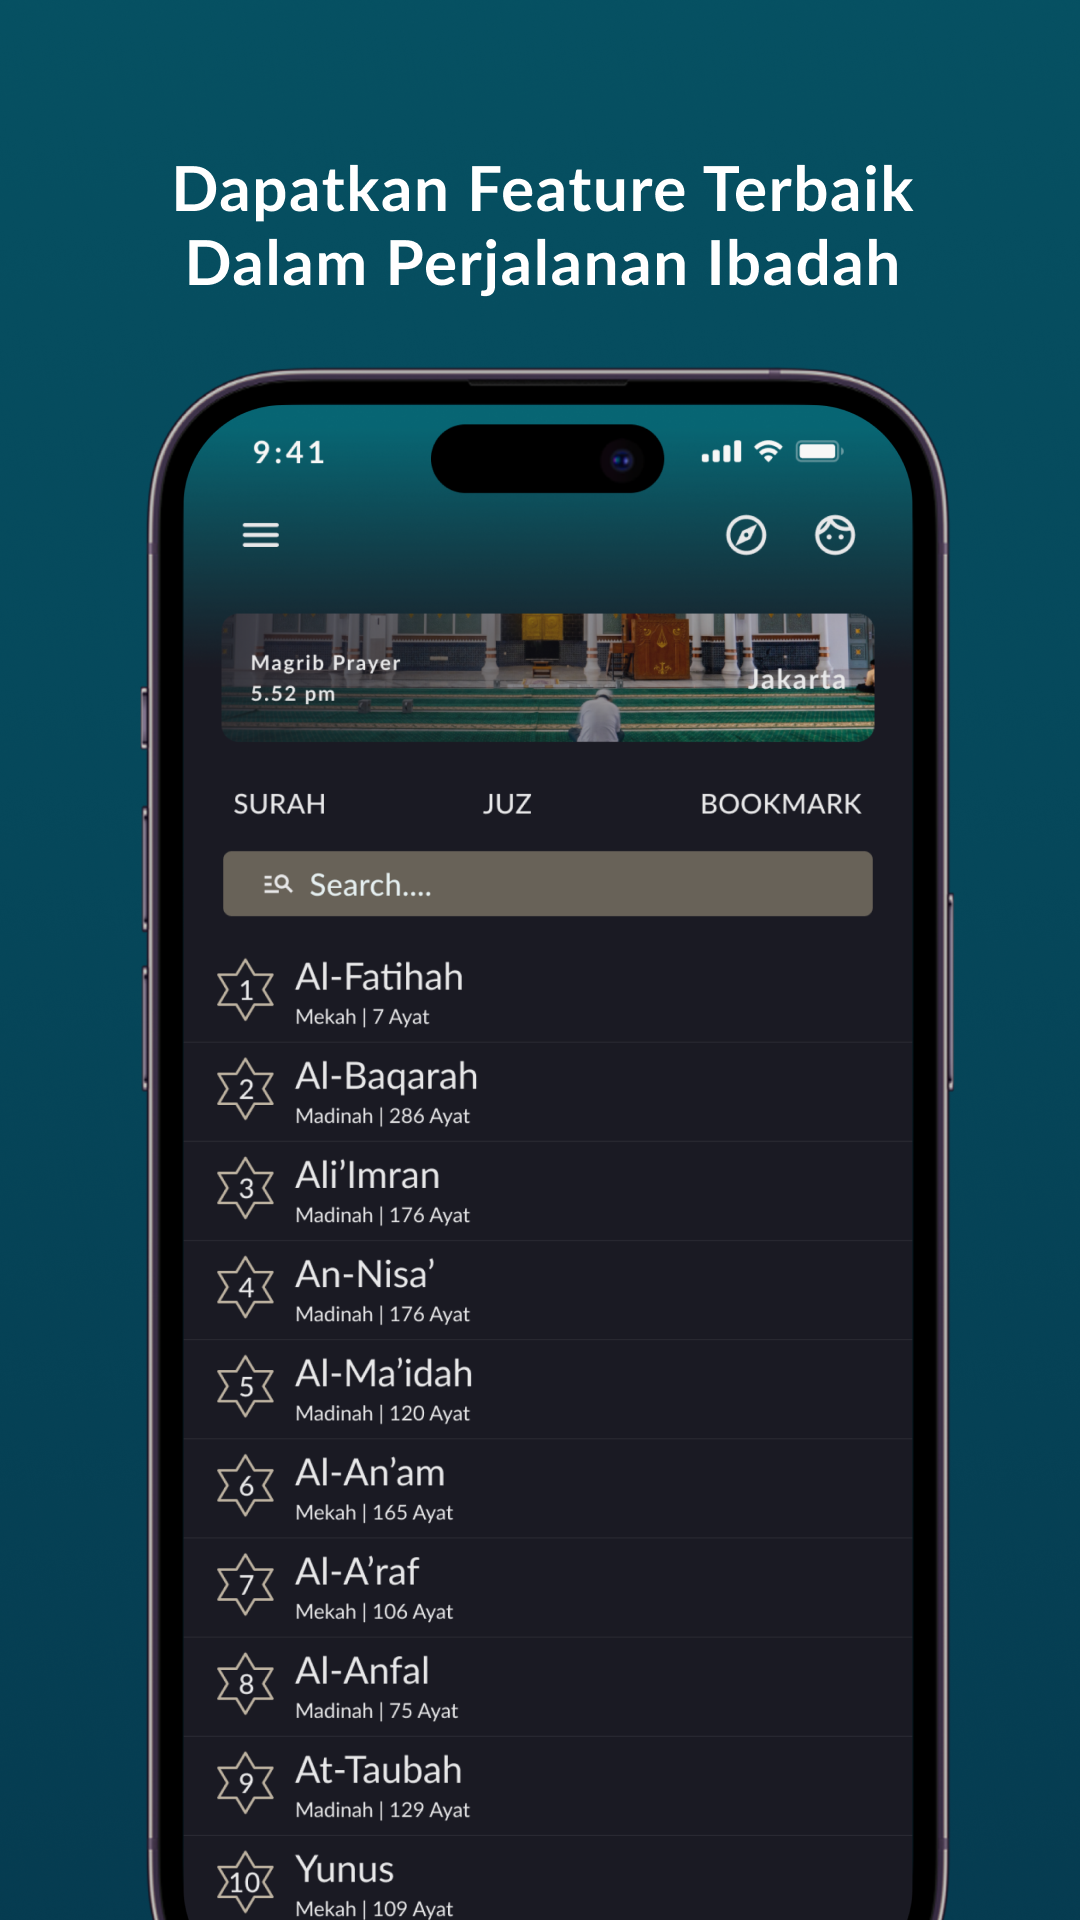 Dapatkan Feature Terbaik
Dalam Perjalanan Ibadah
9:41
Magrib Prayer
5.52 pm
Jakarta
SURAH JUZ BOOKMARK
Search....
1 Al-Fatihah
Mekah | 7 Ayat
2 Al-Baqarah
Madinah | 286 Ayat
3 Ali’Imran
Madinah | 176 Ayat
4 An-Nisa’
Madinah | 176 Ayat
5 Al-Ma’idah
Madinah | 120 Ayat
6 Al-An’am
Mekah | 165 Ayat
7 Al-A’raf
Mekah | 106 Ayat
8 Al-Anfal
Madinah | 75 Ayat
9 At-Taubah
Madinah | 129 Ayat
10 Yunus
Mekah | 109 Ayat